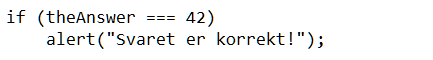 if (theAnswer === 42)
    alert("Svaret er korrekt!");